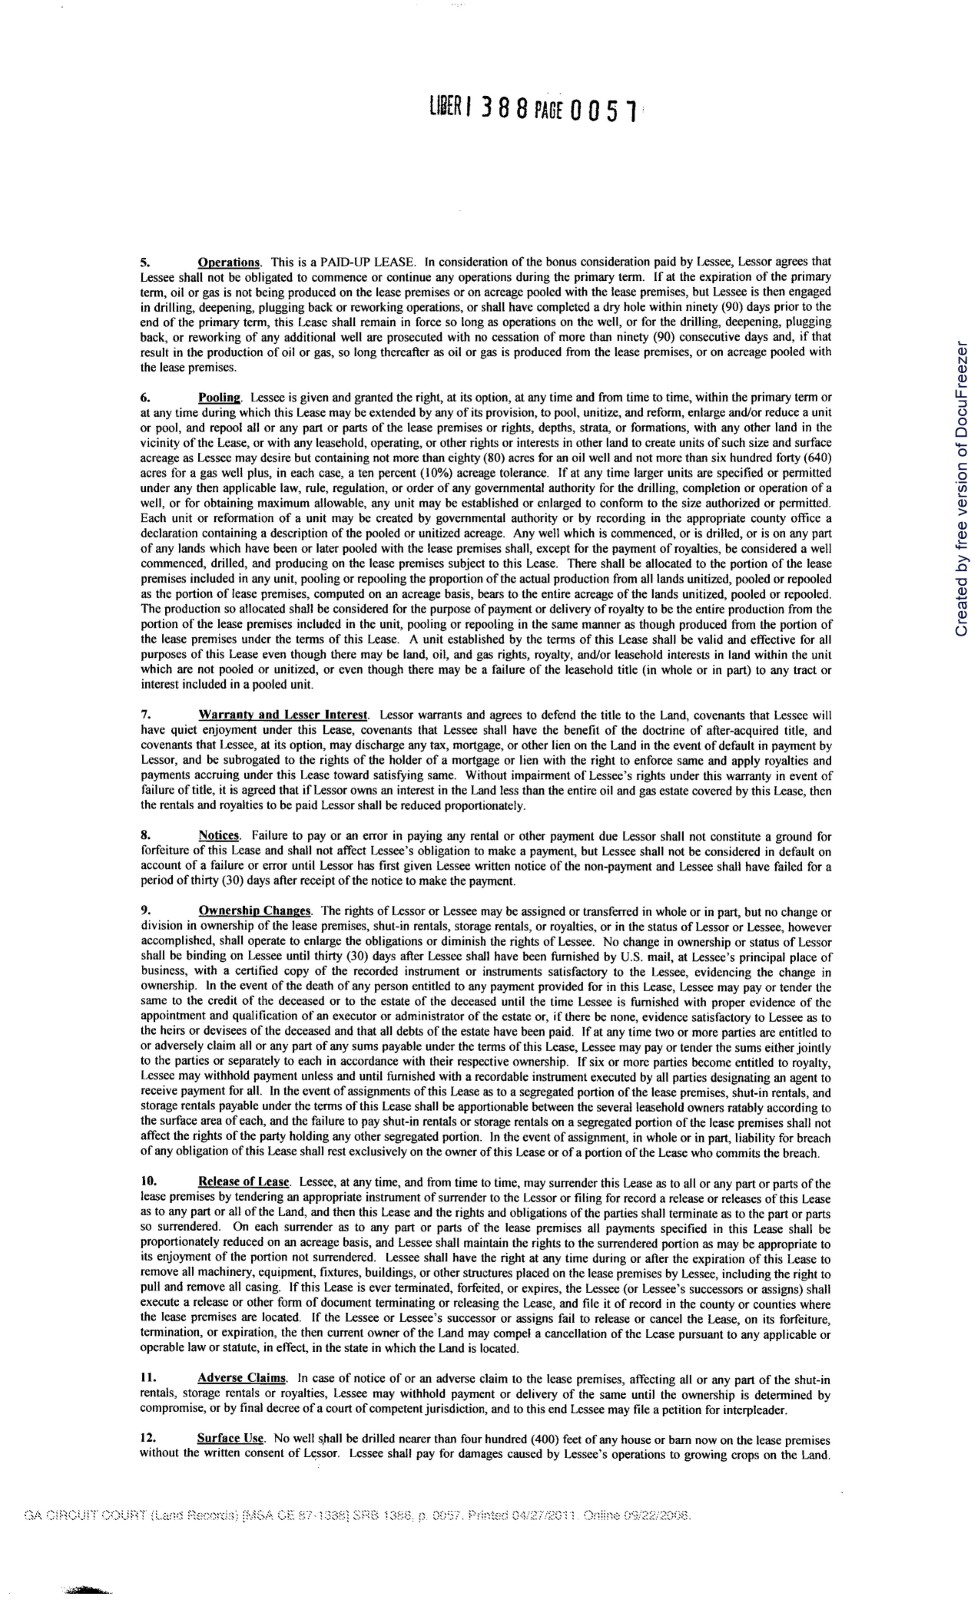 LIBER 1 3 8 8 PAGE 0 0 5 7
5. Operations. This is a PAID-UP LEASE. In consideration of the bonus consideration paid by Lessee, Lessor agrees that
Lessee shall not be obligated to commence or continue any operations during the primary term. If at the expiration of the primary
term, oil or gas is not being produced on the lease premises or on acreage pooled with the lease premises, but Lessee is then engaged
in drilling, deepening, plugging back or reworking operations, or shall have completed a dry hole within ninety (90) days prior to the
end of the primary term, this Lease shall remain in force so long as operations on the well, or for the drilling, deepening, plugging
back, or reworking of any additional well are prosecuted with no cessation of more than ninety (90) consecutive days and, if that
result in the production of oil or gas, so long thereafter as oil or gas is produced from the lease premises, or on acreage pooled with
the lease premises.
6. Pooling. Lessee is given and granted the right, at its option, at any time and from time to time, within the primary term or
at any time during which this Lease may be extended by any of its provision, to pool, unitize, and reform, enlarge and/or reduce a unit
or pool, and repool all or any part or parts of the lease premises or rights, depths, strata, or formations, with any other land in the
vicinity of the Lease, or with any leasehold, operating, or other rights or interests in other land to create units of such size and surface
acreage as Lessee may desire but containing not more than eighty (80) acres for an oil well and not more than six hundred forty (640)
acres for a gas well plus, in each case, a ten percent (10%) acreage tolerance. If at any time larger units are specified or permitted
under any then applicable law, rule, regulation, or order of any governmental authority for the drilling, completion or operation of a
well, or for obtaining maximum allowable, any unit may be established or enlarged to conform to the size authorized or permitted.
Each unit or reformation of a unit may be created by governmental authority or by recording in the appropriate county office a
declaration containing a description of the pooled or unitized acreage. Any well which is commenced, or is drilled, or is on any part
of any lands which have been or later pooled with the lease premises shall, except for the payment of royalties, be considered a well
commenced, drilled, and producing on the lease premises subject to this Lease. There shall be allocated to the portion of the lease
premises included in any unit, pooling or repooling the proportion of the actual production from all lands unitized, pooled or repooled
as the portion of lease premises, computed on an acreage basis, bears to the entire acreage of the lands unitized, pooled or repooled.
The production so allocated shall be considered for the purpose of payment or delivery of royalty to be the entire production from the
portion of the lease premises included in the unit, pooling or repooling in the same manner as though produced from the portion of
the lease premises under the terms of this Lease. A unit established by the terms of this Lease shall be valid and effective for all
purposes of this Lease even though there may be land, oil, and gas rights, royalty, and/or leasehold interests in land within the unit
which are not pooled or unitized, or even though there may be a failure of the leasehold title (in whole or in part) to any tract or
interest included in a pooled unit.
7. Warranty and Lesser Interest. Lessor warrants and agrees to defend the title to the Land, covenants that Lessee will
have quiet enjoyment under this Lease, covenants that Lessee shall have the benefit of the doctrine of after-acquired title, and
covenants that Lessee, at its option, may discharge any tax, mortgage, or other lien on the Land in the event of default in payment by
Lessor, and be subrogated to the rights of the holder of a mortgage or lien with the right to enforce same and apply royalties and
payments accruing under this Lease toward satisfying same. Without impairment of Lessee's rights under this warranty in event of
failure of title, it is agreed that if Lessor owns an interest in the Land less than the entire oil and gas estate covered by this Lease, then
the rentals and royalties to be paid Lessor shall be reduced proportionately.
8. Notices. Failure to pay or an error in paying any rental or other payment due Lessor shall not constitute a ground for
forfeiture of this Lease and shall not affect Lessee's obligation to make a payment, but Lessee shall not be considered in default on
account of a failure or error until Lessor has first given Lessee written notice of the non-payment and Lessee shall have failed for a
period of thirty (30) days after receipt of the notice to make the payment.
9. Ownership Changes. The rights of Lessor or Lessee may be assigned or transferred in whole or in part, but no change or
division in ownership of the lease premises, shut-in rentals, storage rentals, or royalties, or in the status of Lessor or Lessee, however
accomplished, shall operate to enlarge the obligations or diminish the rights of Lessee. No change in ownership or status of Lessor
shall be binding on Lessee until thirty (30) days after Lessee shall have been furnished by U.S. mail, at Lessee's principal place of
business, with a certified copy of the recorded instrument or instruments satisfactory to the Lessee, evidencing the change in
ownership. In the event of the death of any person entitled to any payment provided for in this Lease, Lessee may pay or tender the
same to the credit of the deceased or to the estate of the deceased until the time Lessee is furnished with proper evidence of the
appointment and qualification of an executor or administrator of the estate or, if there be none, evidence satisfactory to Lessee as to
the heirs or devisees of the deceased and that all debts of the estate have been paid. If at any time two or more parties are entitled to
or adversely claim all or any part of any sums payable under the terms of this Lease, Lessee may pay or tender the sums either jointly
to the parties or separately to each in accordance with their respective ownership. If six or more parties become entitled to royalty,
Lessee may withhold payment unless and until furnished with a recordable instrument executed by all parties designating an agent to
receive payment for all. In the event of assignments of this Lease as to a segregated portion of the lease premises, shut-in rentals, and
storage rentals payable under the terms of this Lease shall be apportionable between the several leasehold owners ratably according to
the surface area of each, and the failure to pay shut-in rentals or storage rentals on a segregated portion of the lease premises shall not
affect the rights of the party holding any other segregated portion. In the event of assignment, in whole or in part, liability for breach
of any obligation of this Lease shall rest exclusively on the owner of this Lease or of a portion of the Lease who commits the breach.
10. Release of Lease. Lessee, at any time, and from time to time, may surrender this Lease as to all or any part or parts of the
lease premises by tendering an appropriate instrument of surrender to the Lessor or filing for record a release or releases of this Lease
as to any part or all of the Land, and then this Lease and the rights and obligations of the parties shall terminate as to the part or parts
so surrendered. On each surrender as to any part or parts of the lease premises all payments specified in this Lease shall be
proportionately reduced on an acreage basis, and Lessee shall maintain the rights to the surrendered portion as may be appropriate to
its enjoyment of the portion not surrendered. Lessee shall have the right at any time during or after the expiration of this Lease to
remove all machinery, equipment, fixtures, buildings, or other structures placed on the lease premises by Lessee, including the right to
pull and remove all casing. If this Lease is ever terminated, forfeited, or expires, the Lessee (or Lessee's successors or assigns) shall
execute a release or other form of document terminating or releasing the Lease, and file it of record in the county or counties where
the lease premises are located. If the Lessee or Lessee's successor or assigns fail to release or cancel the Lease, on its forfeiture,
termination, or expiration, the then current owner of the Land may compel a cancellation of the Lease pursuant to any applicable or
operable law or statute, in effect, in the state in which the Land is located.
11. Adverse Claims. In case of notice of or an adverse claim to the lease premises, affecting all or any part of the shut-in
rentals, storage rentals or royalties, Lessee may withhold payment or delivery of the same until the ownership is determined by
compromise, or by final decree of a court of competent jurisdiction, and to this end Lessee may file a petition for interpleader.
12. Surface Use. No well shall be drilled nearer than four hundred (400) feet of any house or barn now on the lease premises
without the written consent of Lessor. Lessee shall pay for damages caused by Lessee's operations to growing crops on the Land.
GA CIRCUIT COURT (Land Records) [MSA CE 87-1338] SRB 1388, p. 0057. Printed 04/27/2011. Online 09/22/2008.
Created by free version of DocuFreezer